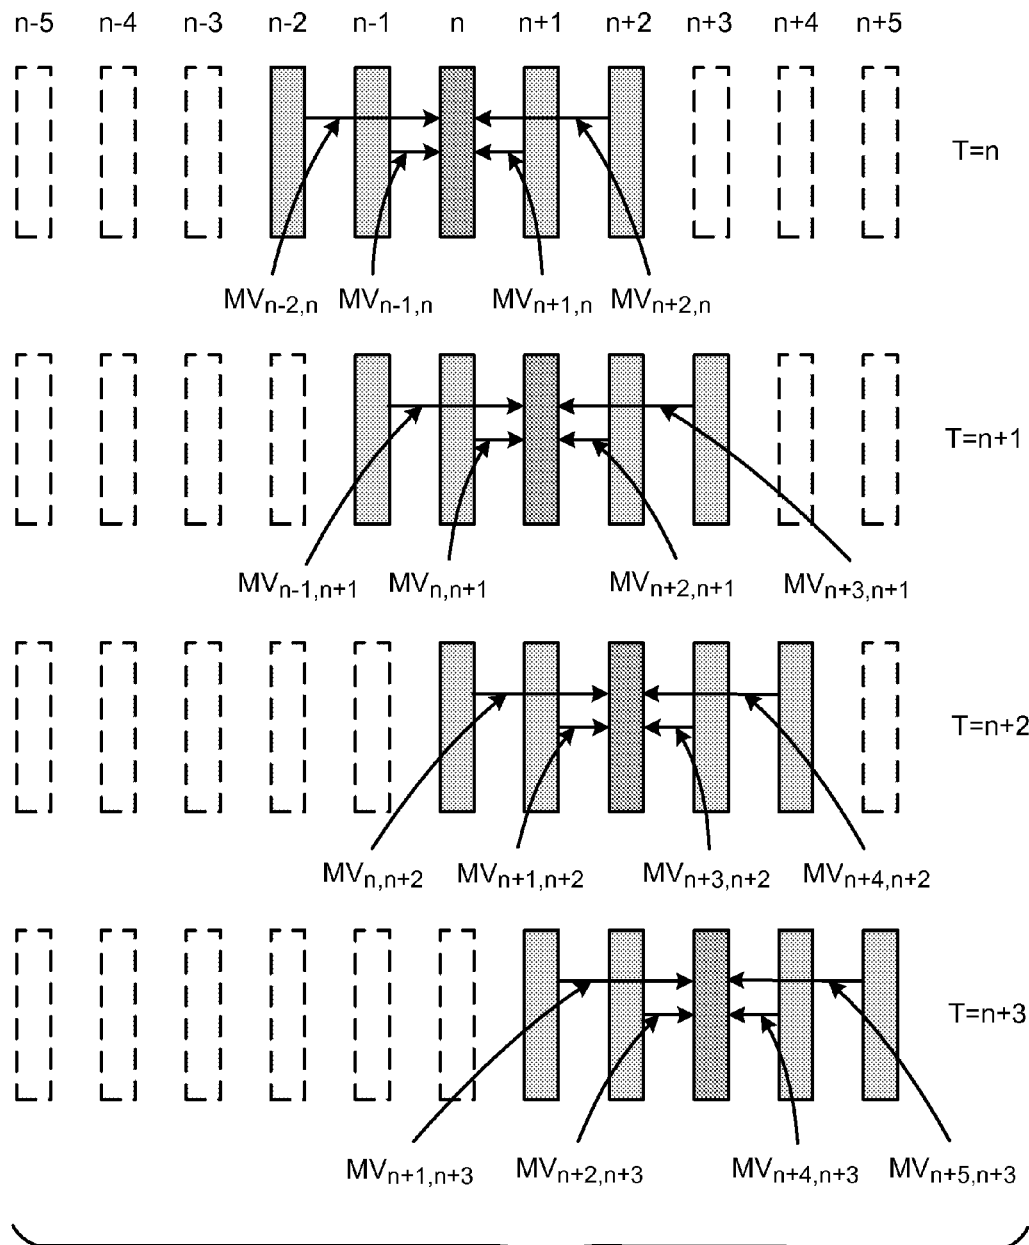 n-5 n-4 n-3 n-2 n-1 n n+1 n+2 n+3 n+4 n+5
T=n
MVn-2,n MVn-1,n MVn+1,n MVn+2,n
T=n+1
MVn-1,n+1 MVn,n+1 MVn+2,n+1 MVn+3,n+1
T=n+2
MVn,n+2 MVn+1,n+2 MVn+3,n+2 MVn+4,n+2
T=n+3
MVn+1,n+3 MVn+2,n+3 MVn+4,n+3 MVn+5,n+3